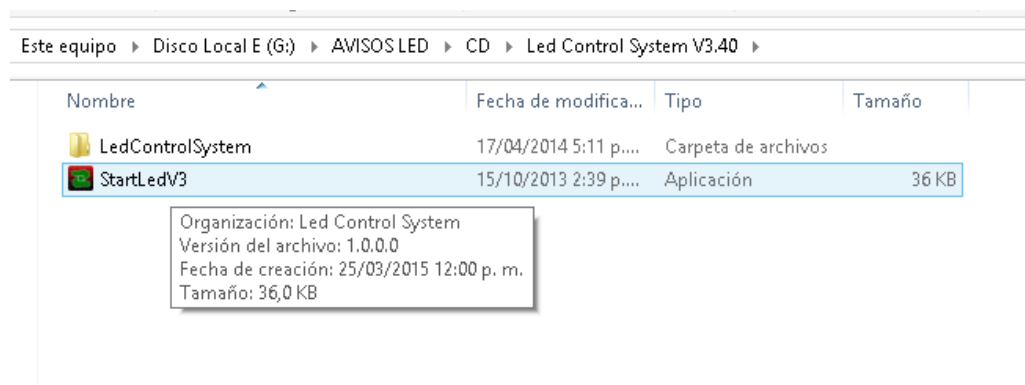 Este equipo ▸ Disco Local E (G:) ▸ AVISOS LED ▸ CD ▸ Led Control System V3.40 ▸
Nombre Fecha de modifica... Tipo Tamaño
LedControlSystem 17/04/2014 5:11 p.... Carpeta de archivos
StartLedV3 15/10/2013 2:39 p.... Aplicación 36 KB
Organización: Led Control System
Versión del archivo: 1.0.0.0
Fecha de creación: 25/03/2015 12:00 p. m.
Tamaño: 36,0 KB